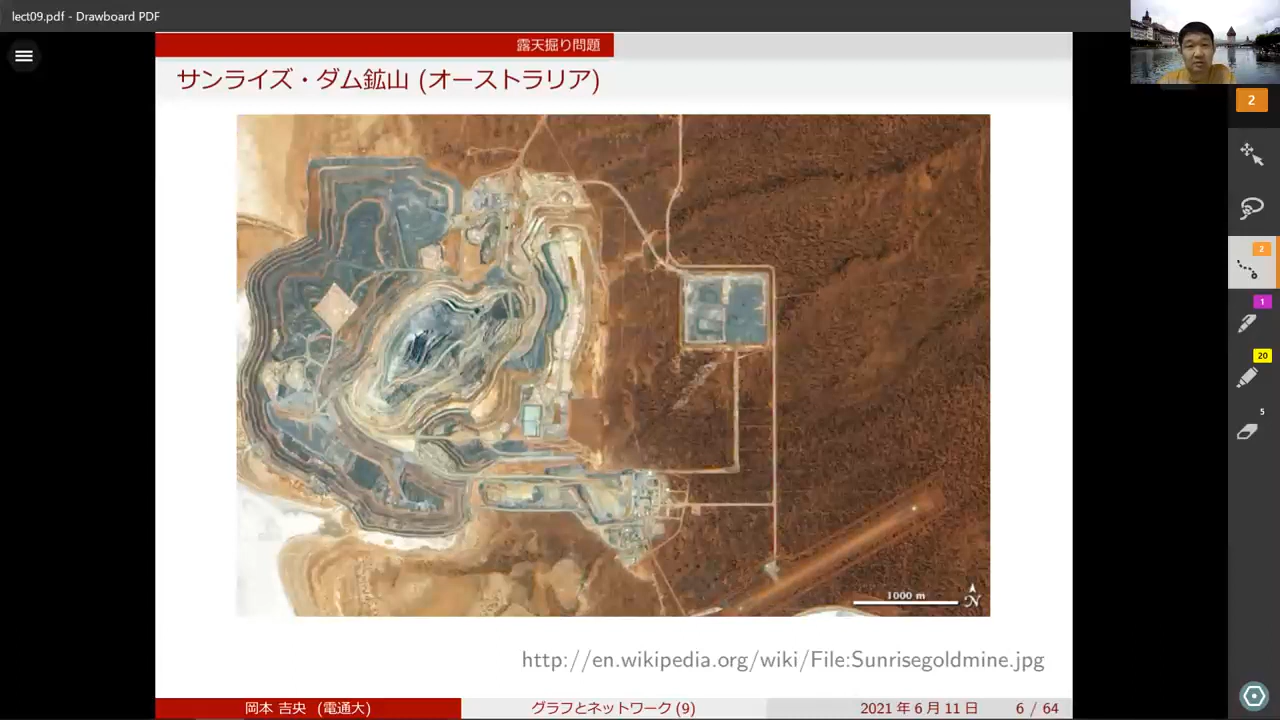 lect09.pdf - Drawboard PDF
露天掘り問題
サンライズ・ダム鉱山 (オーストラリア)
2
2
1
20
5
1000 m
N
http://en.wikipedia.org/wiki/File:Sunrisegoldmine.jpg
岡本 吉央 (電通大)
グラフとネットワーク (9)
2021 年 6 月 11 日
6 / 64